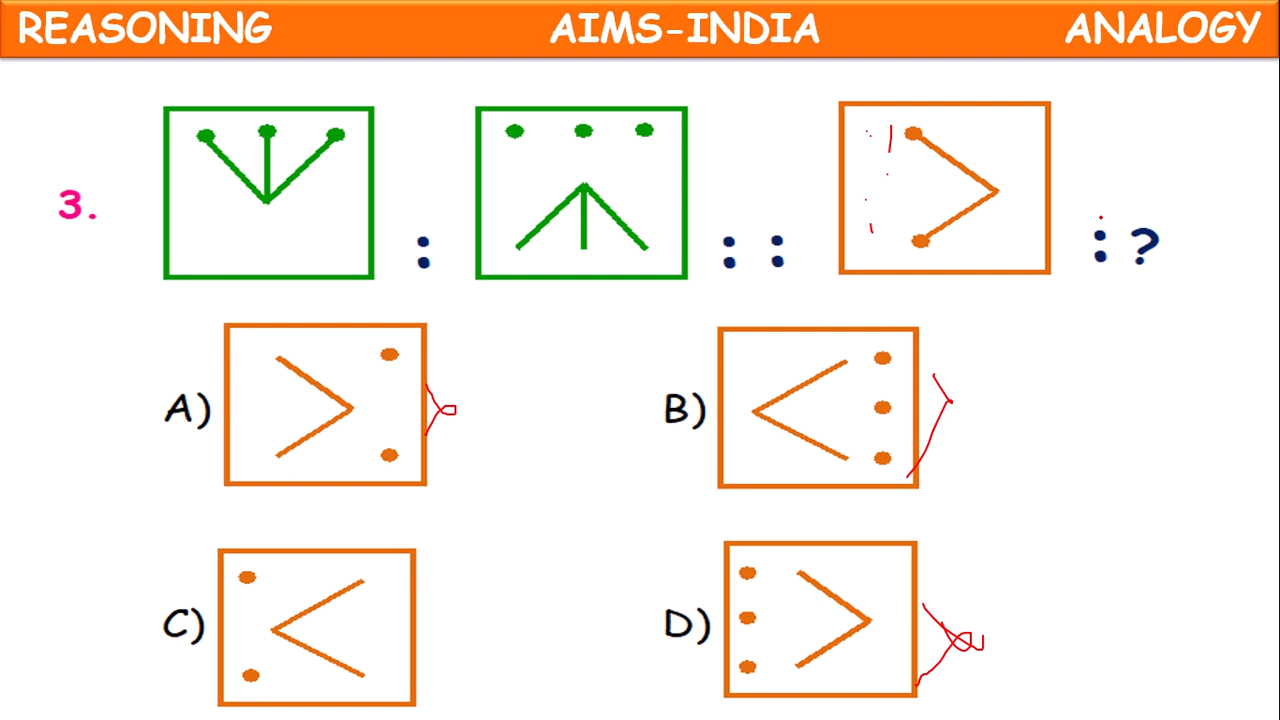 REASONING AIMS-INDIA ANALOGY
3. : : : : ?
A) B)
C) D)